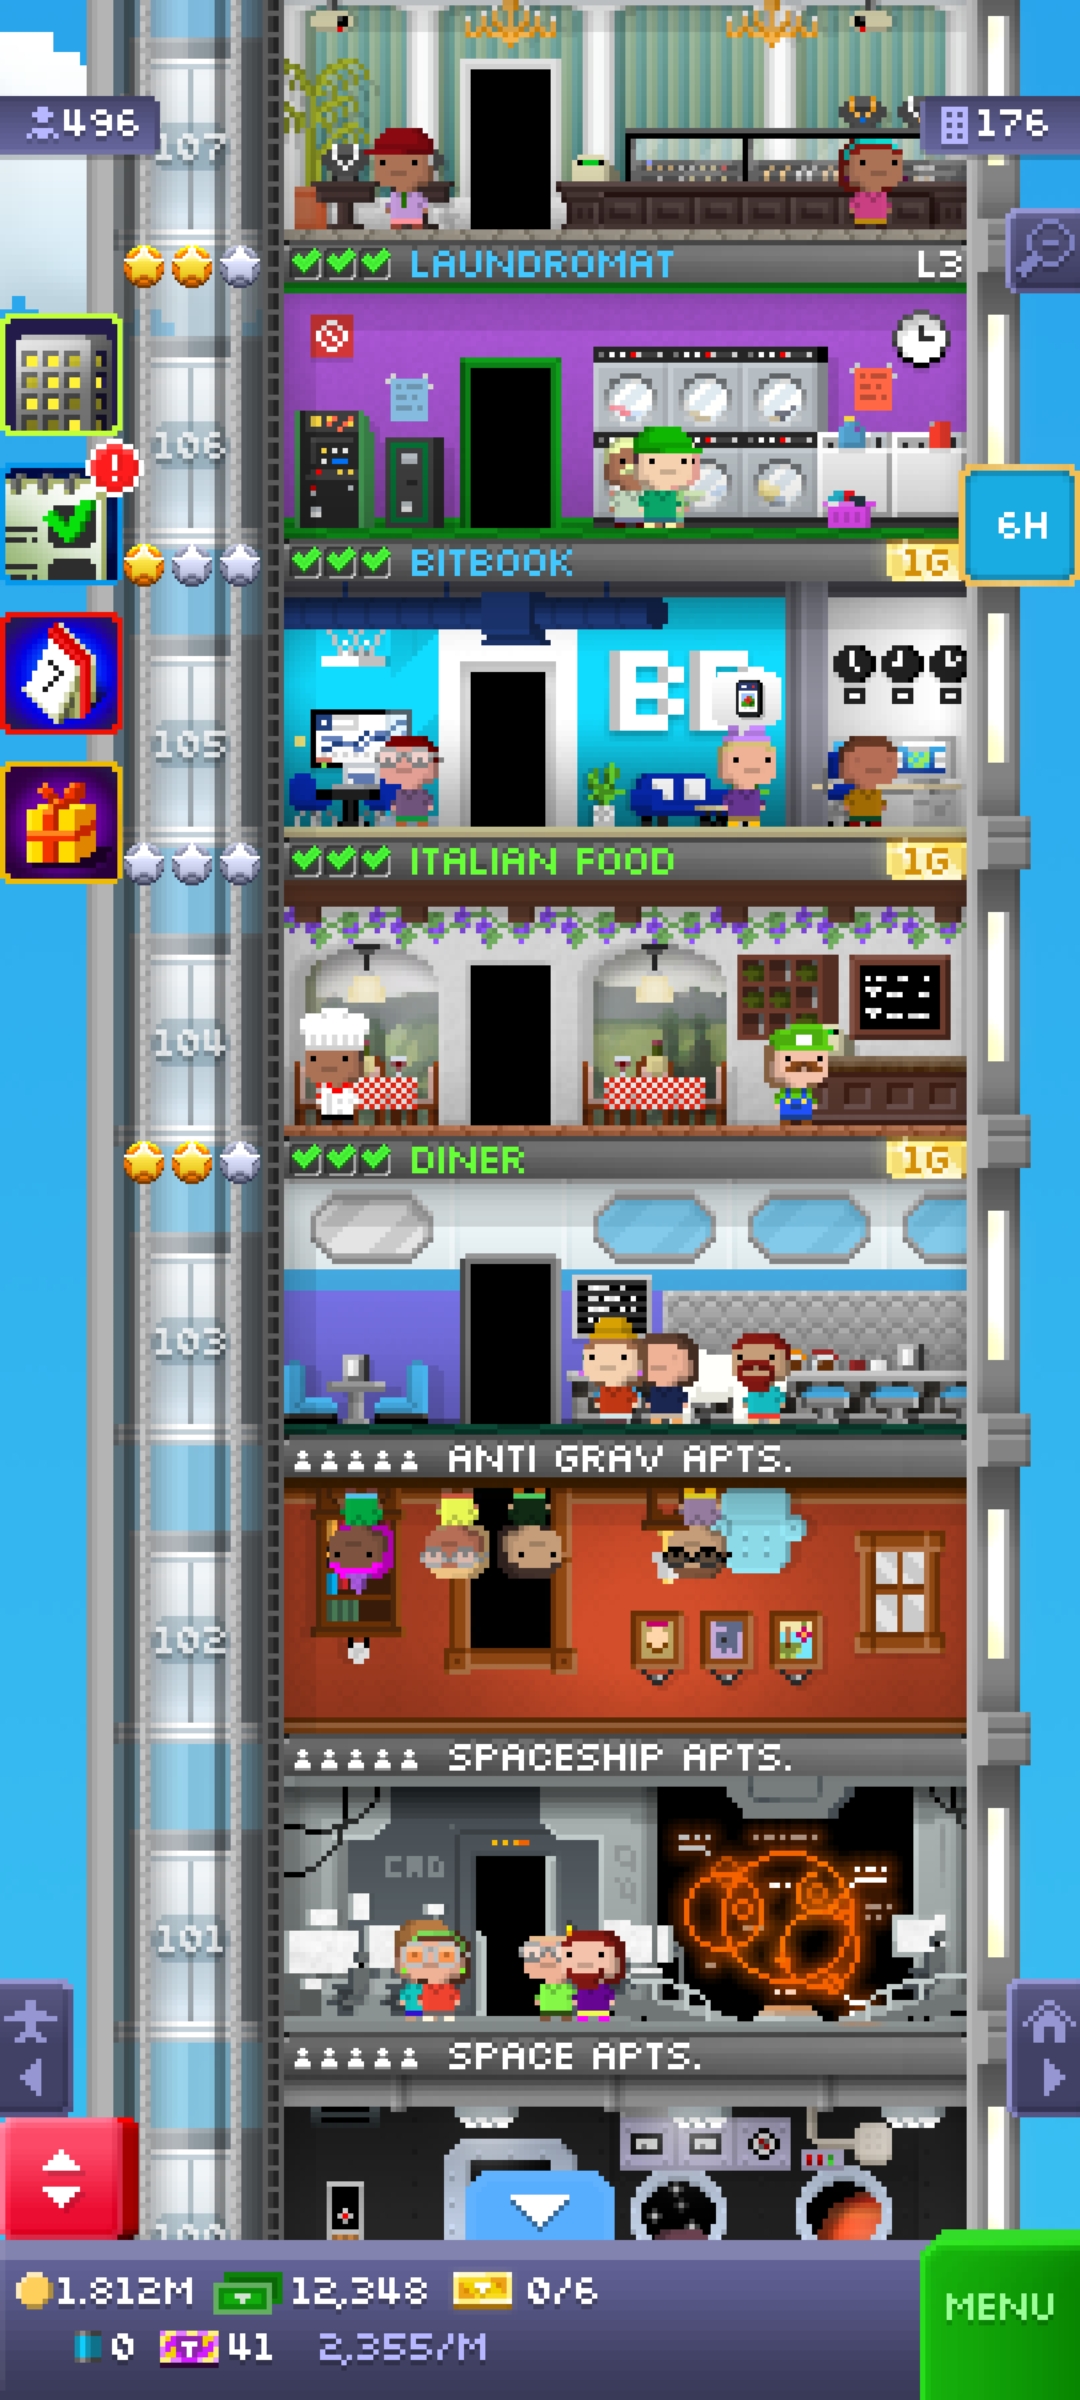 496
176
107
LAUNDROMAT L3
106
6H
BITBOOK 1G
105
ITALIAN FOOD 1G
104
DINER 1G
103
ANTI GRAV APTS.
102
SPACESHIP APTS.
CMD
101
SPACE APTS.
100
1.812M 12,348 0/6
MENU
0 41 2,355/M